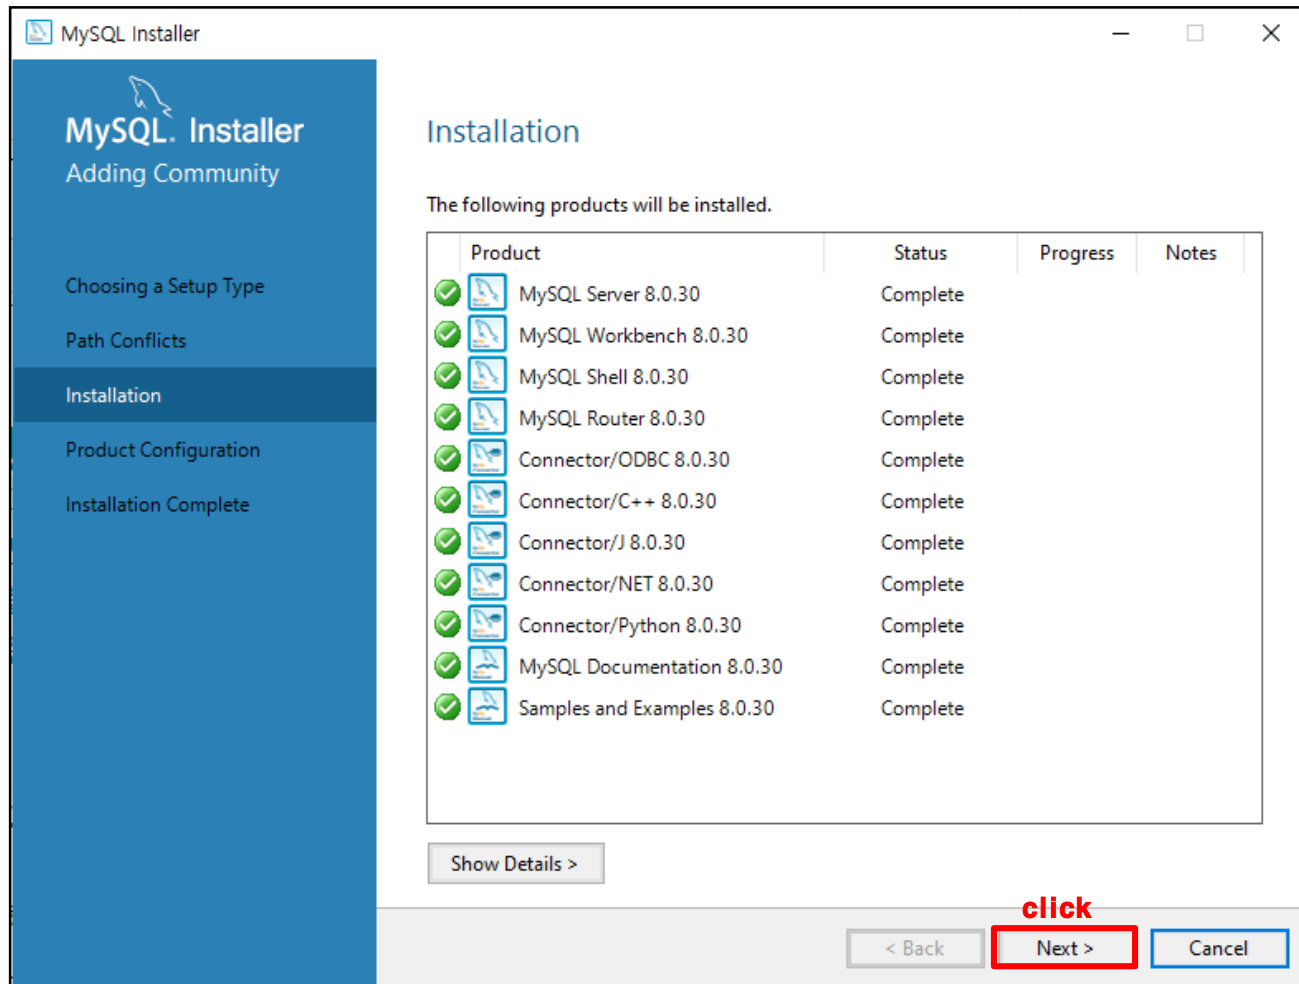 MySQL Installer
MySQL. Installer
Adding Community
Choosing a Setup Type
Path Conflicts
Installation
Product Configuration
Installation Complete
Installation
The following products will be installed.
Product Status Progress Notes
MySQL Server 8.0.30 Complete
MySQL Workbench 8.0.30 Complete
MySQL Shell 8.0.30 Complete
MySQL Router 8.0.30 Complete
Connector/ODBC 8.0.30 Complete
Connector/C++ 8.0.30 Complete
Connector/J 8.0.30 Complete
Connector/NET 8.0.30 Complete
Connector/Python 8.0.30 Complete
MySQL Documentation 8.0.30 Complete
Samples and Examples 8.0.30 Complete
Show Details >
click
< Back Next > Cancel